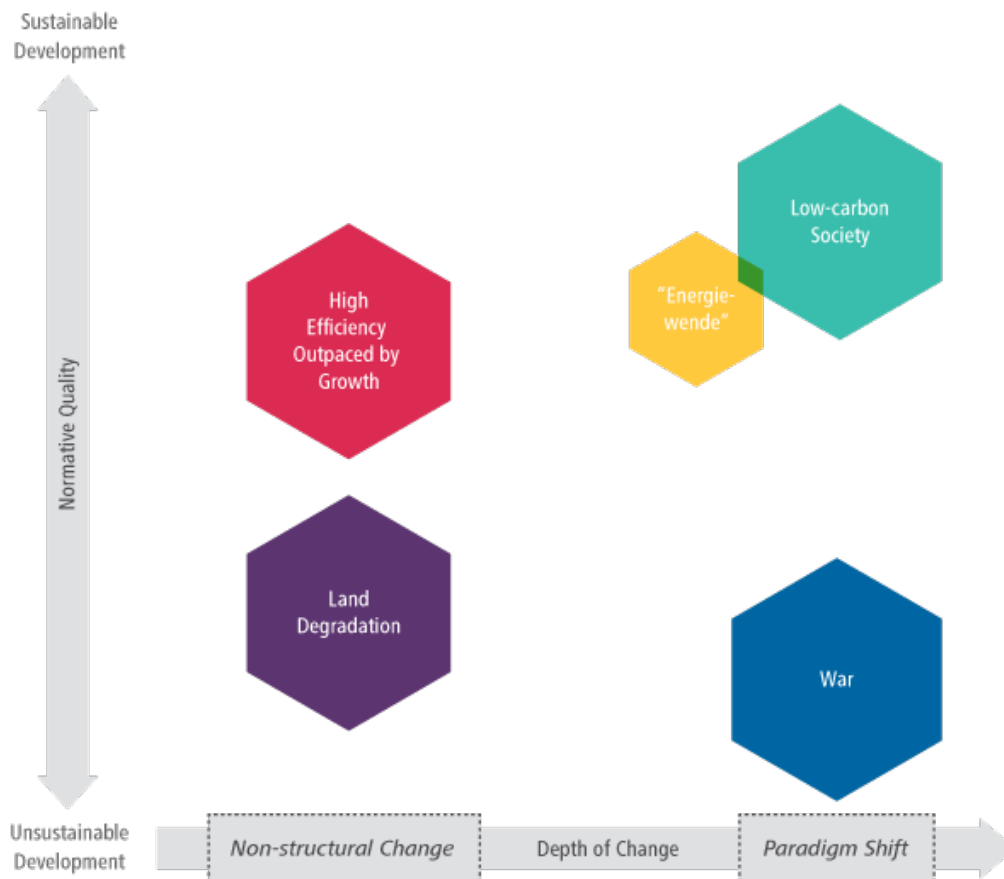 Sustainable
Development
Low-carbon
Society
"Energie-
wende"
High
Efficiency
Outpaced by
Growth
Normative Quality
Land
Degradation
War
Unsustainable
Development
Non-structural Change
Depth of Change
Paradigm Shift